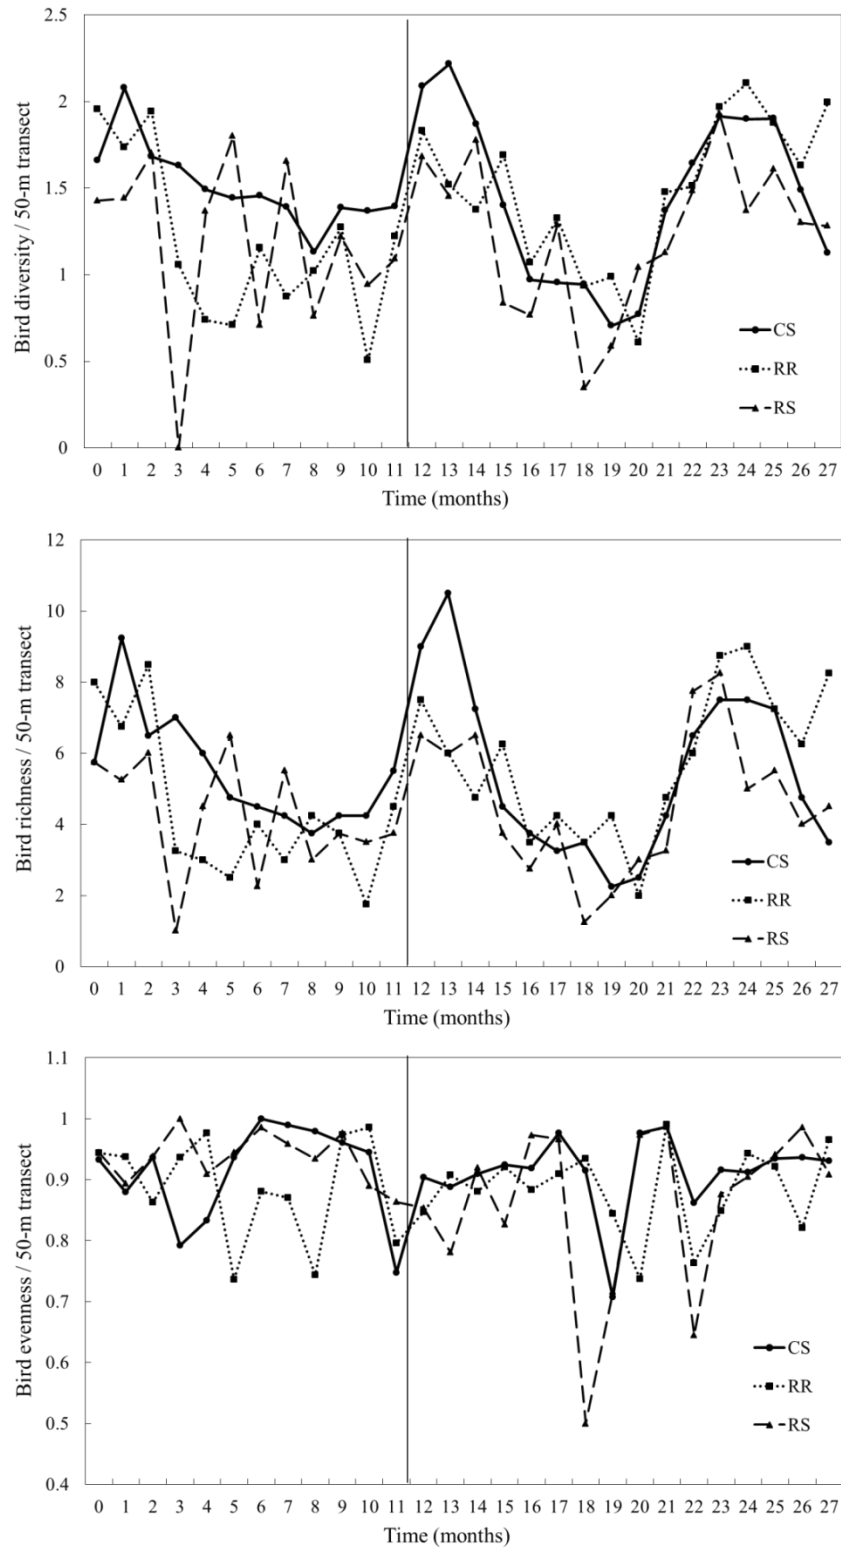 2.5
2
1.5
1
0.5
0
Bird diversity / 50-m transect
CS
RR
RS
0 1 2 3 4 5 6 7 8 9 10 11 12 13 14 15 16 17 18 19 20 21 22 23 24 25 26 27
Time (months)
12
10
8
6
4
2
0
Bird richness / 50-m transect
CS
RR
RS
0 1 2 3 4 5 6 7 8 9 10 11 12 13 14 15 16 17 18 19 20 21 22 23 24 25 26 27
Time (months)
1.1
1
0.9
0.8
0.7
0.6
0.5
0.4
Bird evenness / 50-m transect
CS
RR
RS
0 1 2 3 4 5 6 7 8 9 10 11 12 13 14 15 16 17 18 19 20 21 22 23 24 25 26 27
Time (months)